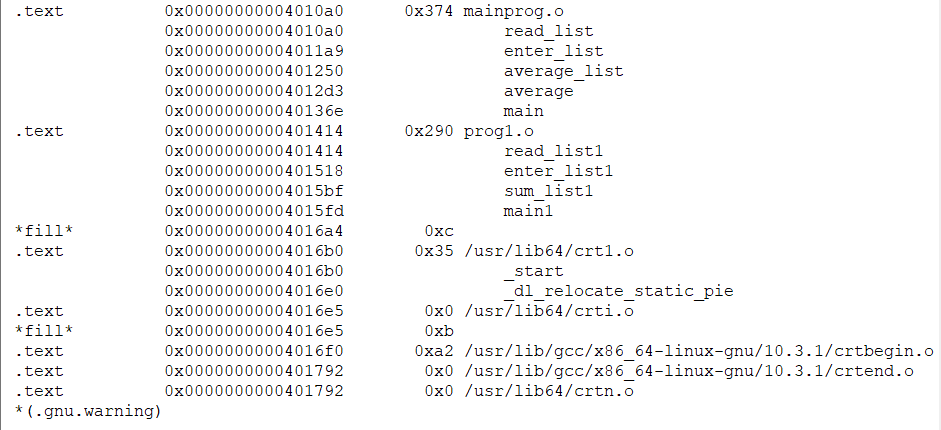 .text 0x00000000004010a0 0x374 mainprog.o
0x00000000004010a0 read_list
0x00000000004011a9 enter_list
0x0000000000401250 average_list
0x00000000004012d3 average
0x000000000040136e main
.text 0x0000000000401414 0x290 prog1.o
0x0000000000401414 read_list1
0x0000000000401518 enter_list1
0x00000000004015bf sum_list1
0x00000000004015fd main1
*fill* 0x00000000004016a4 0xc
.text 0x00000000004016b0 0x35 /usr/lib64/crt1.o
0x00000000004016b0 _start
0x00000000004016e0 _dl_relocate_static_pie
.text 0x00000000004016e5 0x0 /usr/lib64/crti.o
*fill* 0x00000000004016e5 0xb
.text 0x00000000004016f0 0xa2 /usr/lib/gcc/x86_64-linux-gnu/10.3.1/crtbegin.o
.text 0x0000000000401792 0x0 /usr/lib/gcc/x86_64-linux-gnu/10.3.1/crtend.o
.text 0x0000000000401792 0x0 /usr/lib64/crtn.o
*(.gnu.warning)